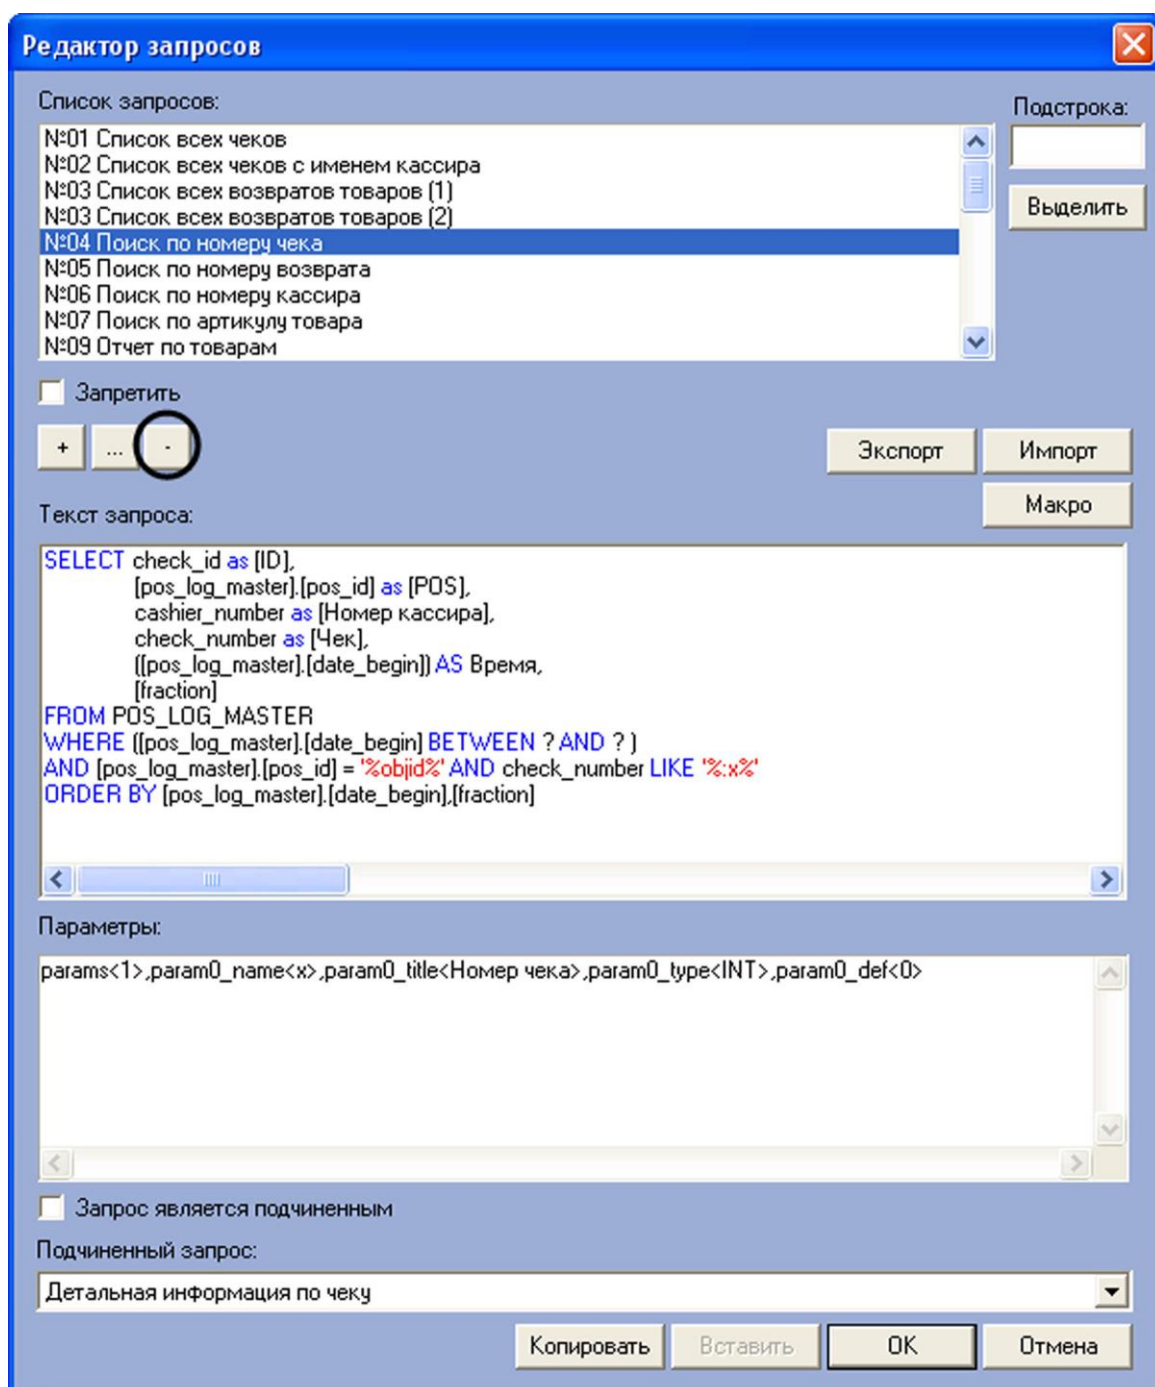 Редактор запросов
Список запросов:
Подстрока:
№01 Список всех чеков
№02 Список всех чеков с именем кассира
№03 Список всех возвратов товаров (1)
№03 Список всех возвратов товаров (2)
№04 Поиск по номеру чека
№05 Поиск по номеру возврата
№06 Поиск по номеру кассира
№07 Поиск по артикулу товара
№09 Отчет по товарам
Выделить
Запретить
+ ... -
Экспорт Импорт
Макро
Текст запроса:
SELECT check_id as [ID],
[pos_log_master].[pos_id] as [POS],
cashier_number as [Номер кассира],
check_number as [Чек],
([pos_log_master].[date_begin]) AS Время,
[fraction]
FROM POS_LOG_MASTER
WHERE ([pos_log_master].[date_begin] BETWEEN ? AND ? )
AND [pos_log_master].[pos_id] = '%objid%' AND check_number LIKE '%:x%'
ORDER BY [pos_log_master].[date_begin],[fraction]
Параметры:
params<1>,param0_name<x>,param0_title<Номер чека>,param0_type<INT>,param0_def<0>
Запрос является подчиненным
Подчиненный запрос:
Детальная информация по чеку
Копировать Вставить OK Отмена